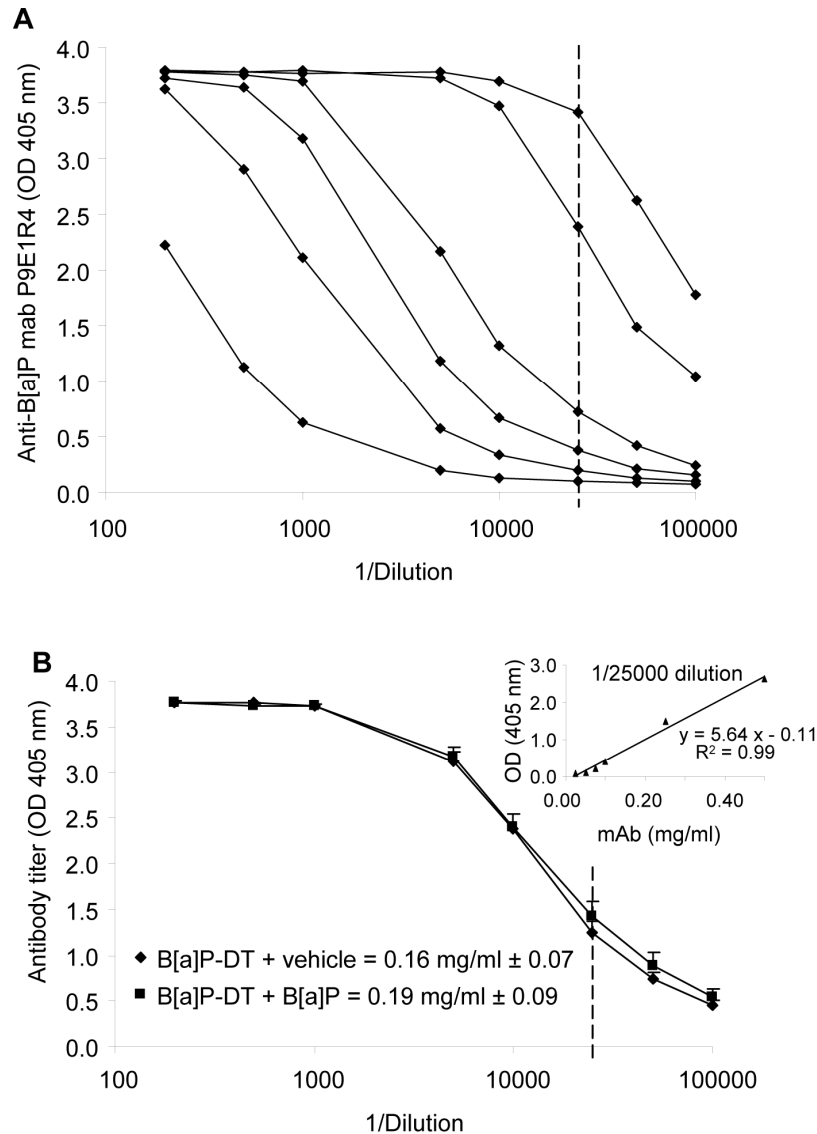 A
Anti-B[a]P mab P9E1R4 (OD 405 nm)
4.0
3.5
3.0
2.5
2.0
1.5
1.0
0.5
0.0
100 1000 10000 100000
1/Dilution
B
Antibody titer (OD 405 nm)
4.0
3.5
3.0
2.5
2.0
1.5
1.0
0.5
0.0
OD (405 nm)
3.0
2.0
1.0
0.0
1/25000 dilution
y = 5.64 x - 0.11
R² = 0.99
0.00 0.20 0.40
mAb (mg/ml)
B[a]P-DT + vehicle = 0.16 mg/ml ± 0.07
B[a]P-DT + B[a]P = 0.19 mg/ml ± 0.09
100 1000 10000 100000
1/Dilution